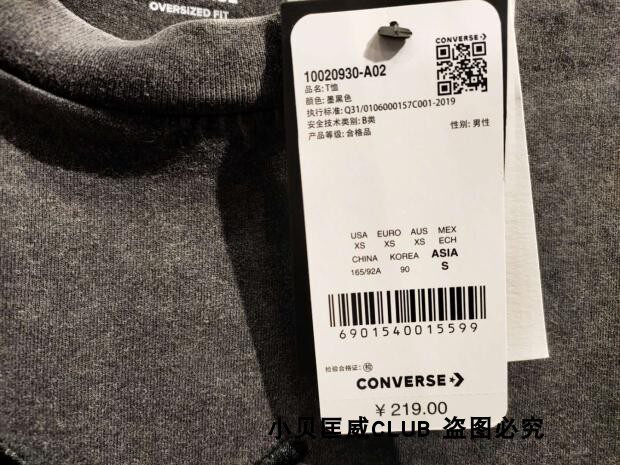 OVERSIZED FIT
CONVERSE
10020930-A02
品名: T恤
颜色: 墨黑色
执行标准: Q31/0106000157C001-2019
安全技术类别: B类
性别: 男性
产品等级: 合格品
USA EURO AUS MEX
XS XS XS ECH
CHINA KOREA ASIA
165/92A 90 S
6901540015599
检验合格证: 检
CONVERSE
¥ 219.00
小贝匡威CLUB 盗图必究